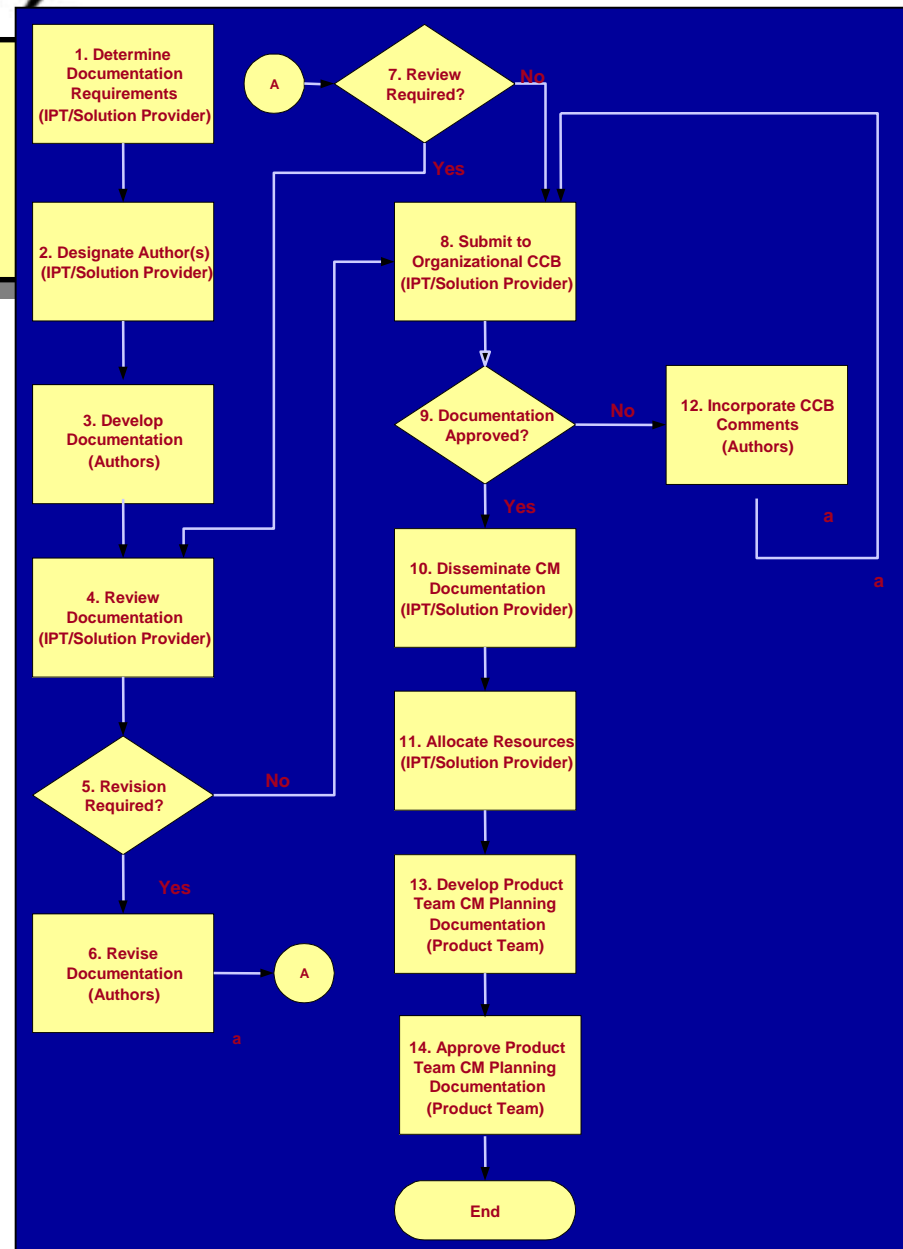 1. Determine
Documentation
Requirements
(IPT/Solution Provider)
2. Designate Author(s)
(IPT/Solution Provider)
3. Develop
Documentation
(Authors)
4. Review
Documentation
(IPT/Solution Provider)
5. Revision
Required?
No
Yes
6. Revise
Documentation
(Authors)
a
A
A
7. Review
Required?
No
Yes
8. Submit to
Organizational CCB
(IPT/Solution Provider)
9. Documentation
Approved?
No
Yes
12. Incorporate CCB
Comments
(Authors)
a
a
10. Disseminate CM
Documentation
(IPT/Solution Provider)
11. Allocate Resources
(IPT/Solution Provider)
13. Develop Product
Team CM Planning
Documentation
(Product Team)
14. Approve Product
Team CM Planning
Documentation
(Product Team)
End